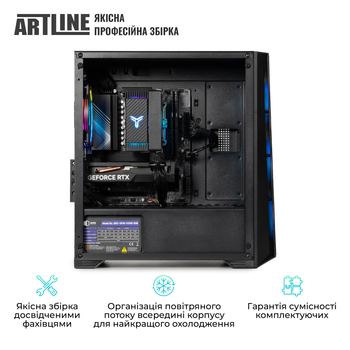 ARTLINE
ЯКІСНА
ПРОФЕСІЙНА ЗБІРКА
GEFORCE RTX
Якісна збірка
досвідченими
фахівцями
Організація повітряного
потоку всередині корпусу
для найкращого охолодження
Гарантія сумісності
комплектуючих